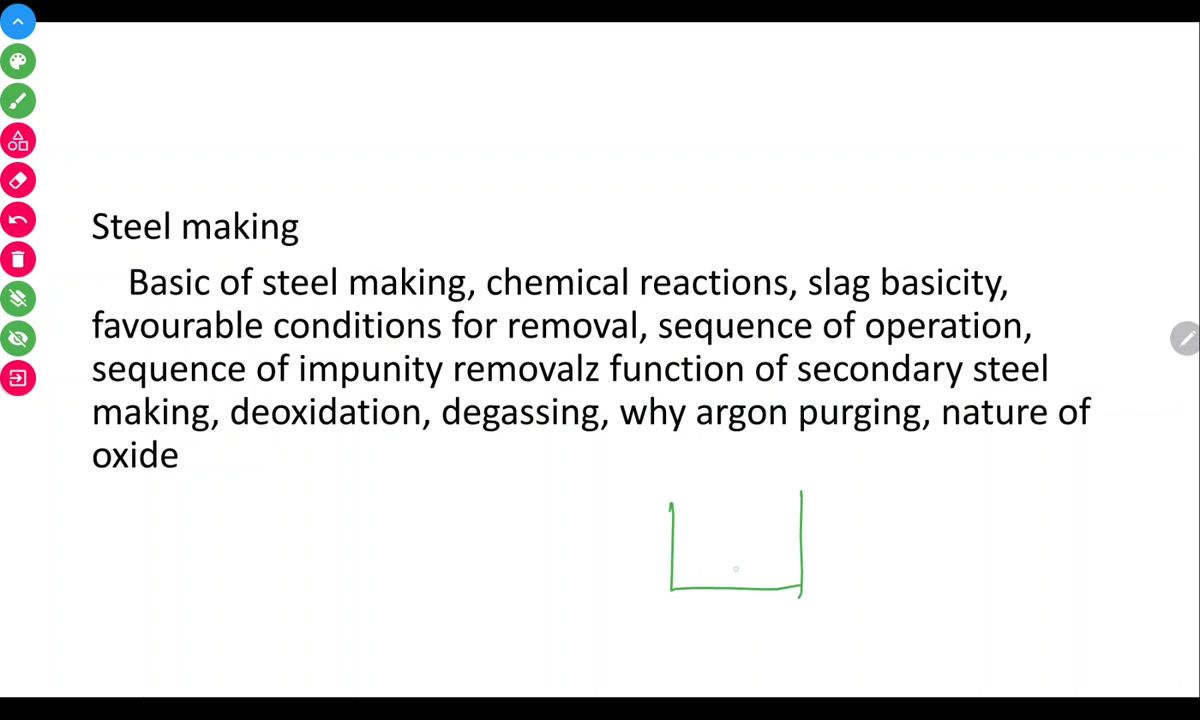 Steel making
Basic of steel making, chemical reactions, slag basicity,
favourable conditions for removal, sequence of operation,
sequence of impunity removalz function of secondary steel
making, deoxidation, degassing, why argon purging, nature of
oxide